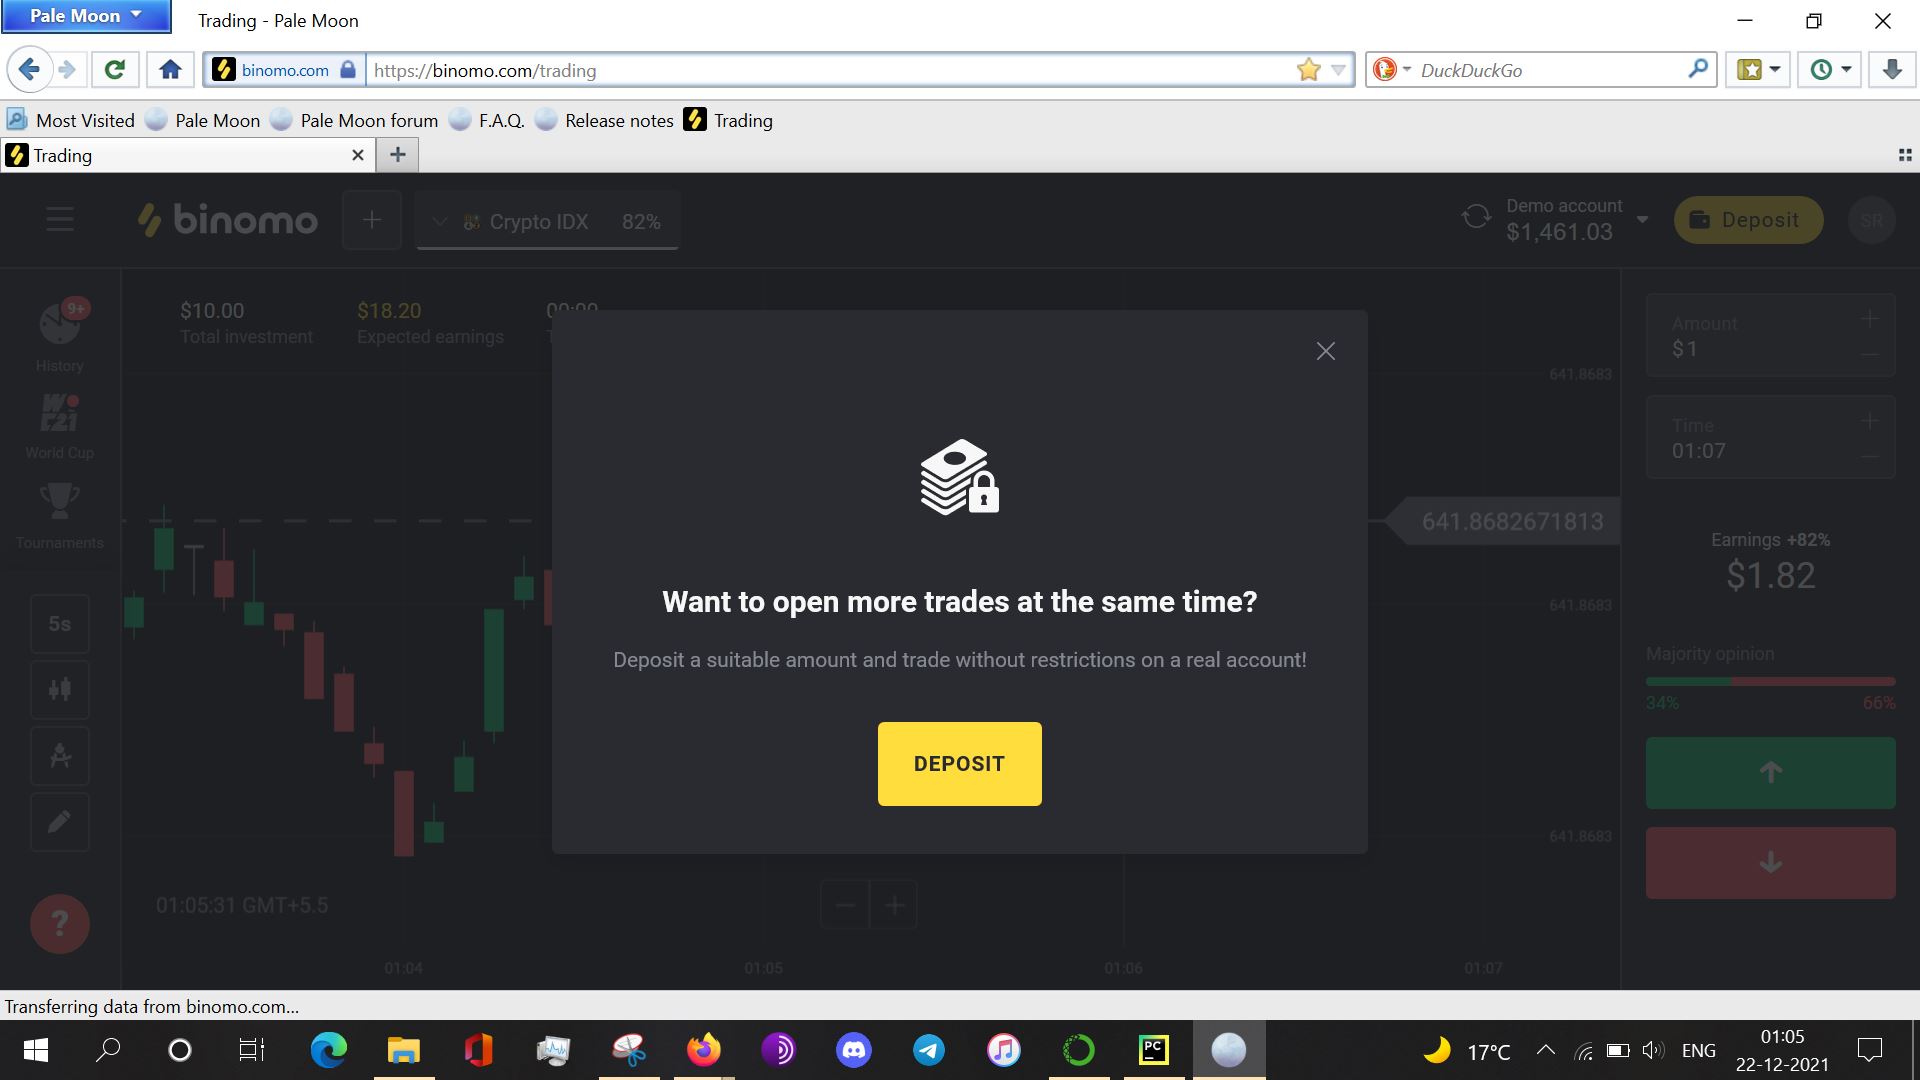 Pale Moon
Trading - Pale Moon
binomo.com
https://binomo.com/trading
DuckDuckGo
Most Visited
Pale Moon
Pale Moon forum
F.A.Q.
Release notes
Trading
Trading
binomo
Crypto IDX
82%
Demo account
$1,461.03
Deposit
SR
9+
History
World Cup
Tournaments
5s
?
$10.00
Total investment
$18.20
Expected earnings
00:00
Want to open more trades at the same time?
Deposit a suitable amount and trade without restrictions on a real account!
DEPOSIT
641.8683
641.8682671813
641.8683
641.8683
01:05:31 GMT+5.5
01:04
01:05
01:06
01:07
Amount
$1
Time
01:07
Earnings +82%
$1.82
Majority opinion
34%
66%
Transferring data from binomo.com...
PC
17°C
ENG
01:05
22-12-2021